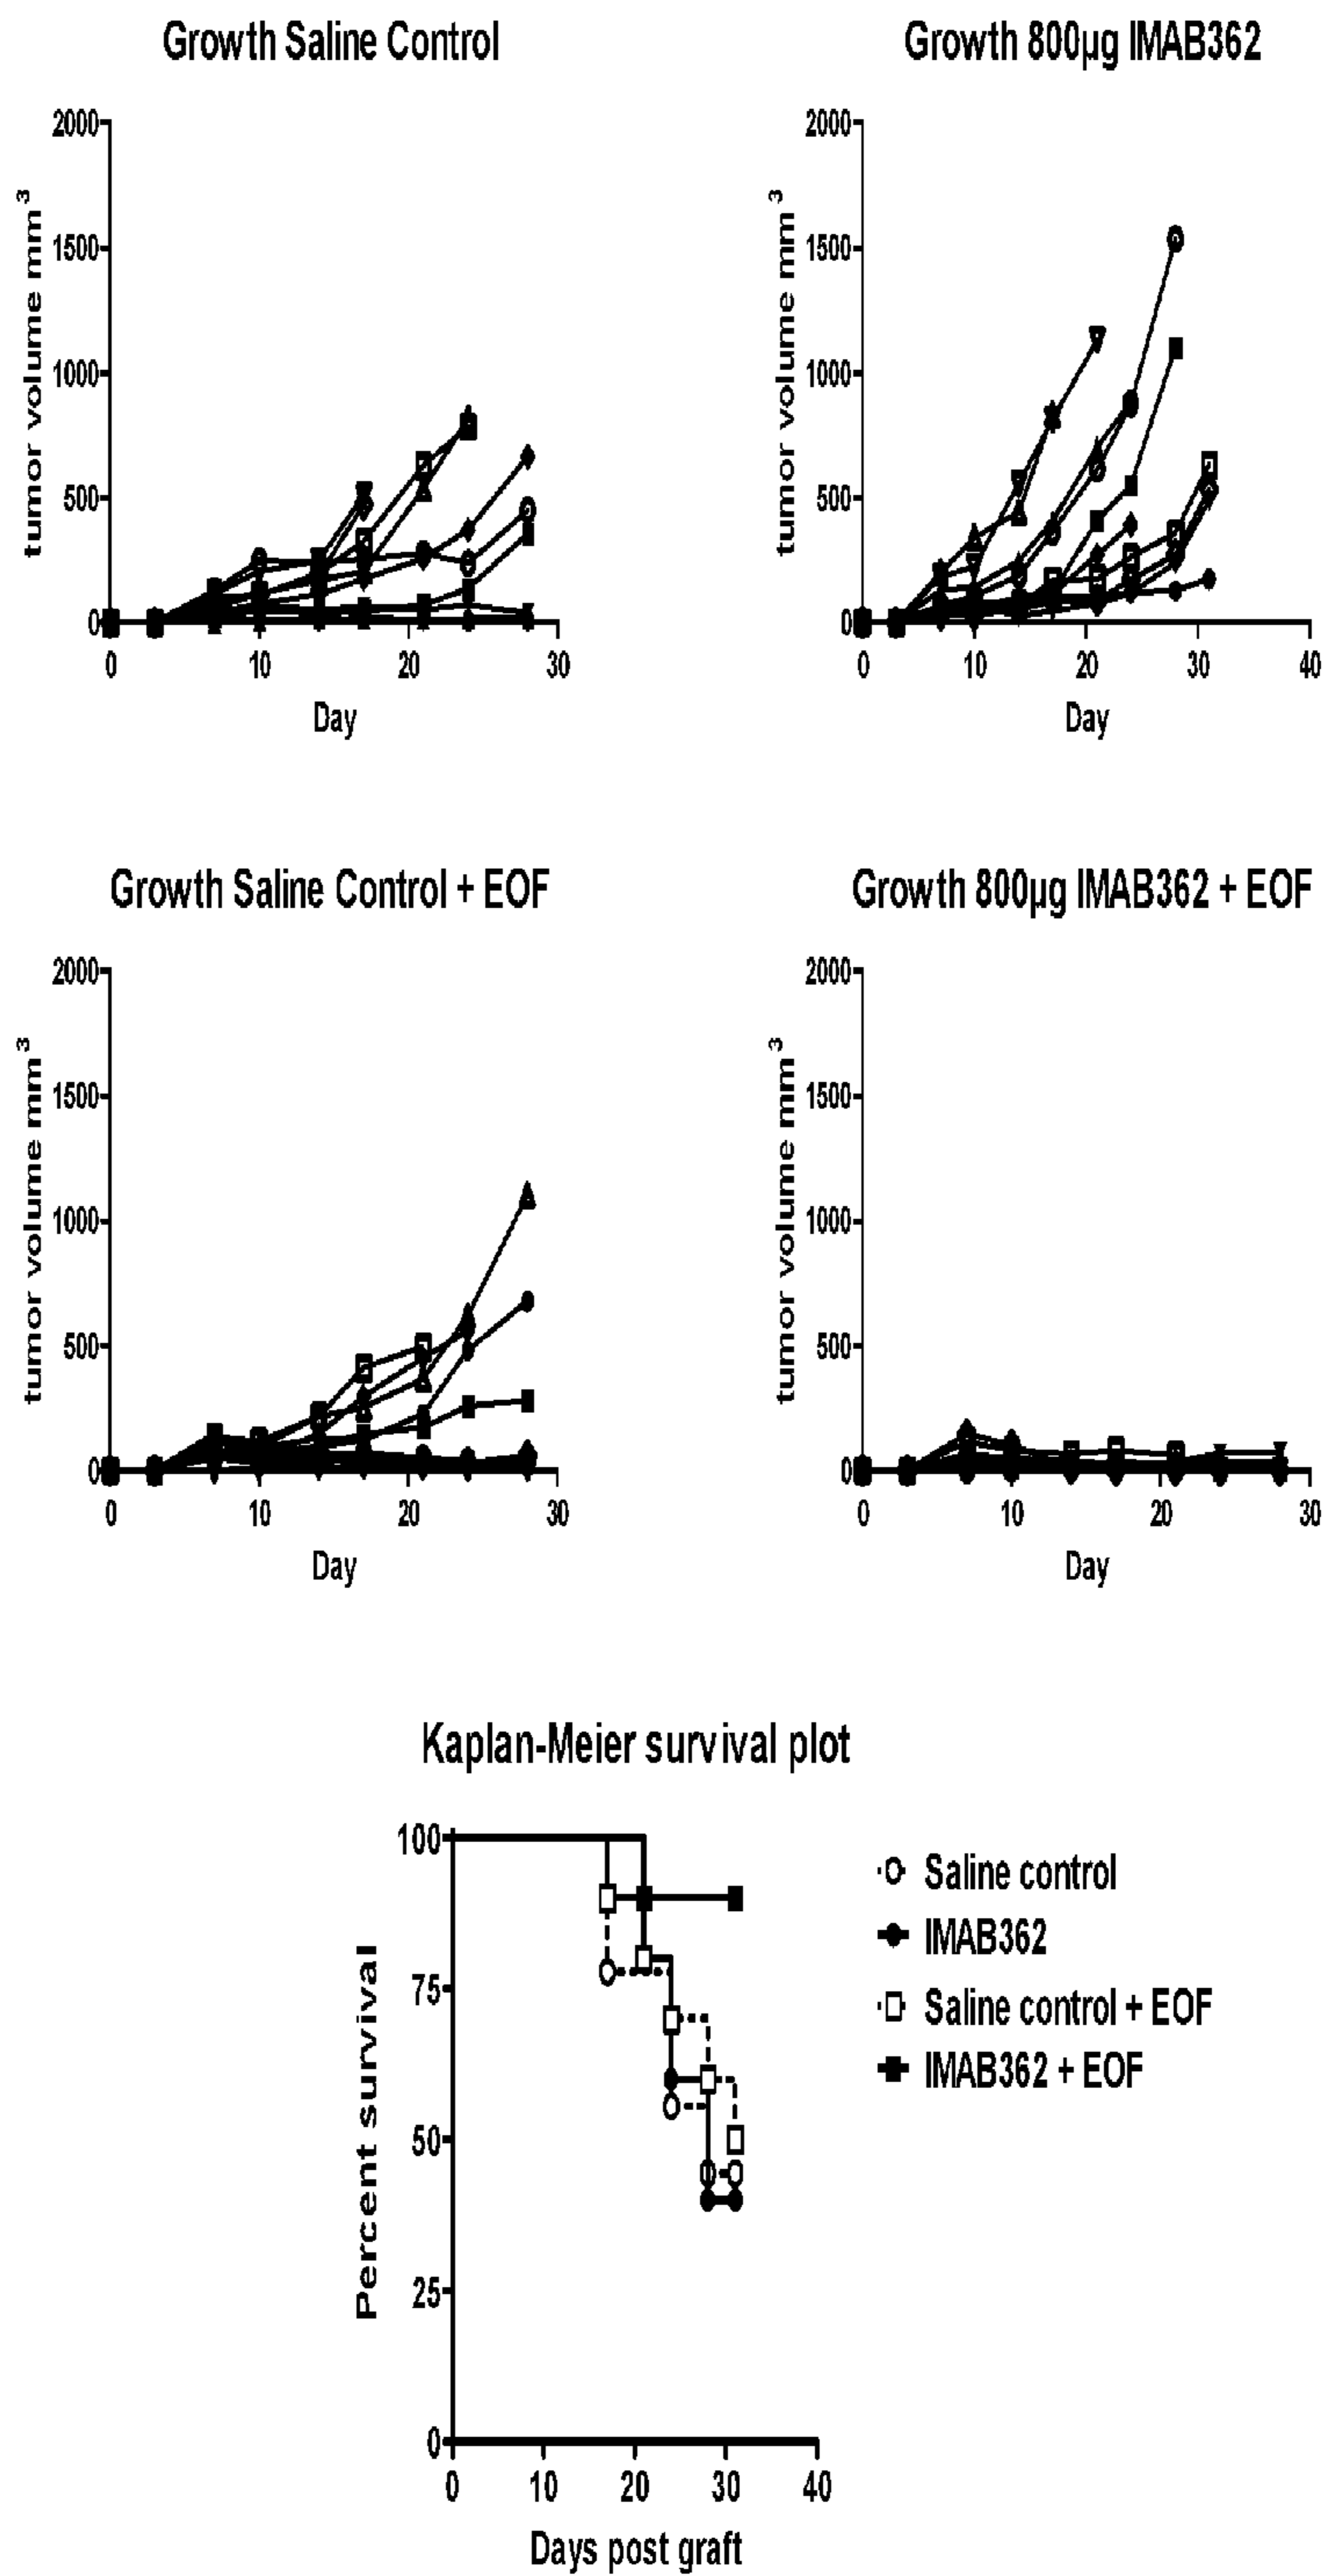 Growth Saline Control
2000
1500
1000
500
0
tumor volume mm³
0 10 20 30
Day
Growth 800µg IMAB362
2000
1500
1000
500
0
tumor volume mm³
0 10 20 30 40
Day
Growth Saline Control + EOF
2000
1500
1000
500
0
tumor volume mm³
0 10 20 30
Day
Growth 800µg IMAB362 + EOF
2000
1500
1000
500
0
tumor volume mm³
0 10 20 30
Day
Kaplan-Meier survival plot
100
75
50
25
0
Percent survival
0 10 20 30 40
Days post graft
Saline control
IMAB362
Saline control + EOF
IMAB362 + EOF